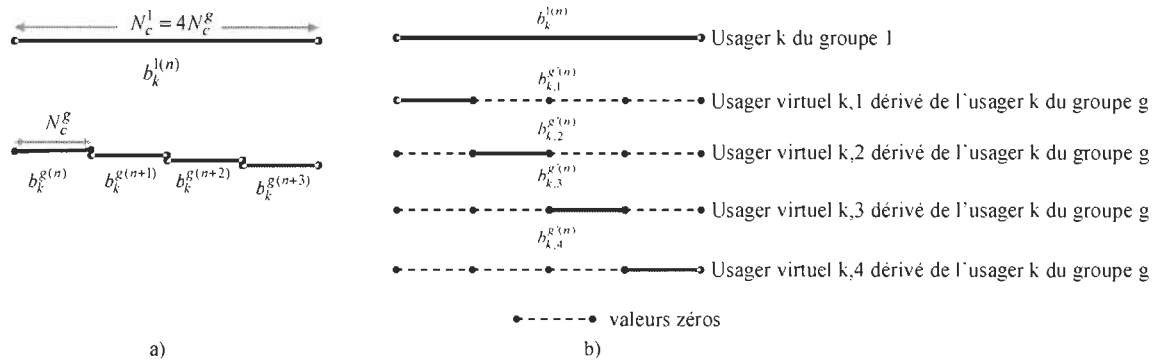 N_c^1 = 4N_c^g
b_k^{1(n)}
N_c^g
b_k^{g(n)} b_k^{g(n+1)} b_k^{g(n+2)} b_k^{g(n+3)}
a)
b_k^{1(n)}
Usager k du groupe 1
b_{k,1}^{g'(n)}
Usager virtuel k,1 dérivé de l'usager k du groupe g
b_{k,2}^{g'(n)}
Usager virtuel k,2 dérivé de l'usager k du groupe g
b_{k,3}^{g'(n)}
Usager virtuel k,3 dérivé de l'usager k du groupe g
b_{k,4}^{g'(n)}
Usager virtuel k,4 dérivé de l'usager k du groupe g
valeurs zéros
b)